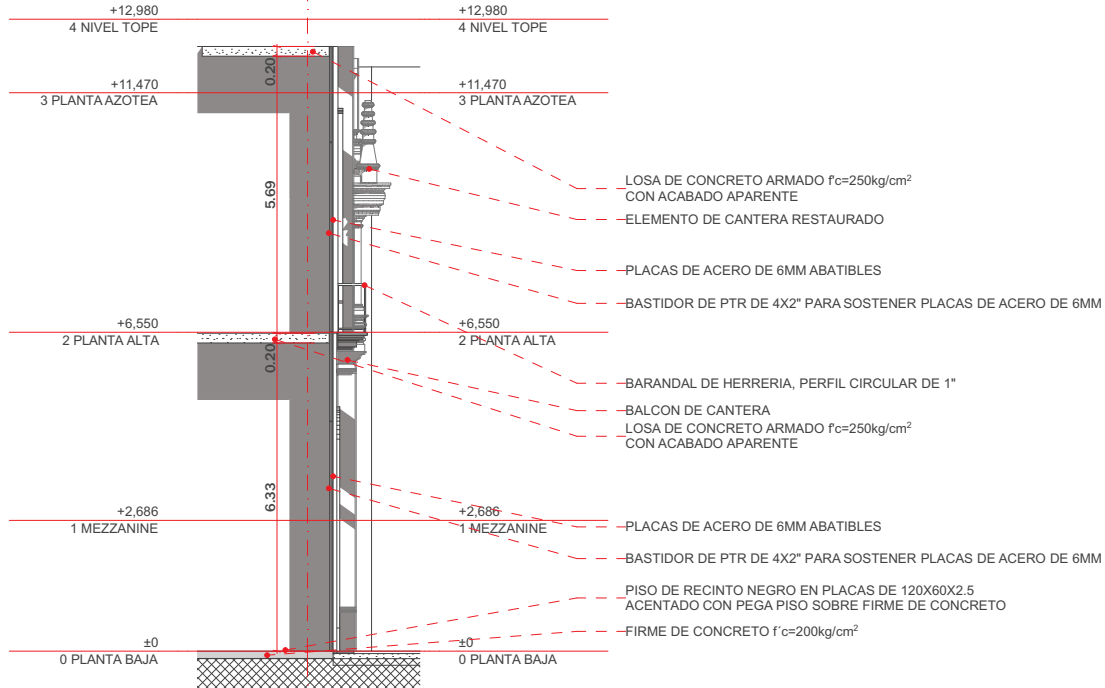 +12,980
4 NIVEL TOPE
+12,980
4 NIVEL TOPE
0.20
+11,470
3 PLANTA AZOTEA
+11,470
3 PLANTA AZOTEA
LOSA DE CONCRETO ARMADO f'c=250kg/cm²
CON ACABADO APARENTE
5.69
ELEMENTO DE CANTERA RESTAURADO
PLACAS DE ACERO DE 6MM ABATIBLES
BASTIDOR DE PTR DE 4X2" PARA SOSTENER PLACAS DE ACERO DE 6MM
+6,550
2 PLANTA ALTA
+6,550
2 PLANTA ALTA
0.20
BARANDAL DE HERRERIA, PERFIL CIRCULAR DE 1"
BALCON DE CANTERA
LOSA DE CONCRETO ARMADO f'c=250kg/cm²
CON ACABADO APARENTE
6.33
+2,686
1 MEZZANINE
+2,686
1 MEZZANINE
PLACAS DE ACERO DE 6MM ABATIBLES
BASTIDOR DE PTR DE 4X2" PARA SOSTENER PLACAS DE ACERO DE 6MM
PISO DE RECINTO NEGRO EN PLACAS DE 120X60X2.5
ACENTADO CON PEGA PISO SOBRE FIRME DE CONCRETO
FIRME DE CONCRETO f´c=200kg/cm²
±0
0 PLANTA BAJA
±0
0 PLANTA BAJA